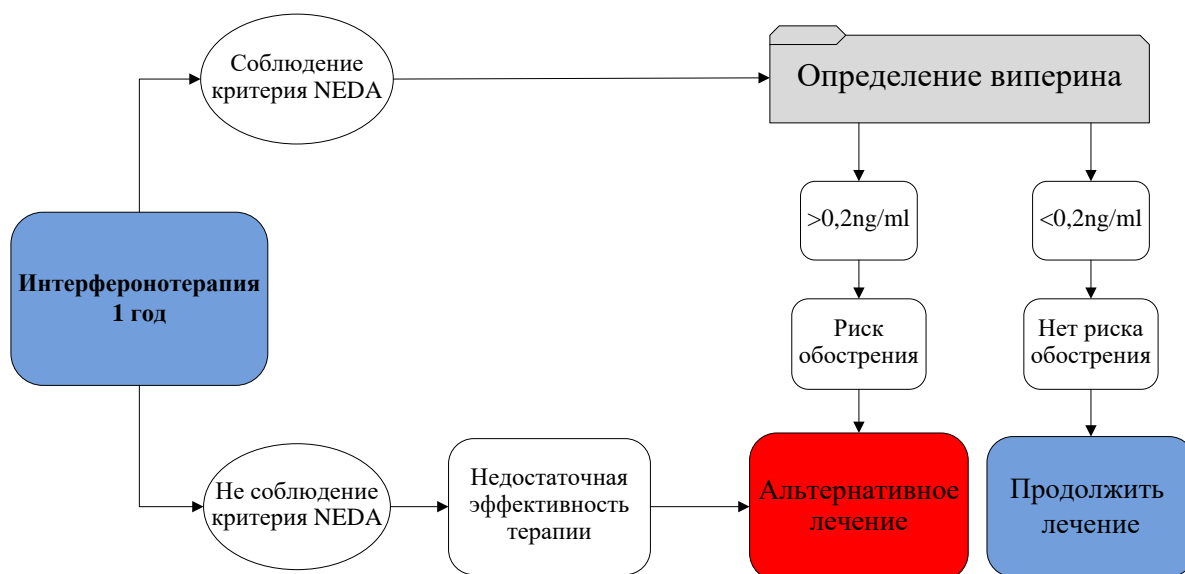 Соблюдение
критерия NEDA
Определение виперина
>0,2ng/ml
<0,2ng/ml
Интерферонотерапия
1 год
Риск
обострения
Нет риска
обострения
Не соблюдение
критерия NEDA
Недостаточная
эффективность
терапии
Альтернативное
лечение
Продолжить
лечение